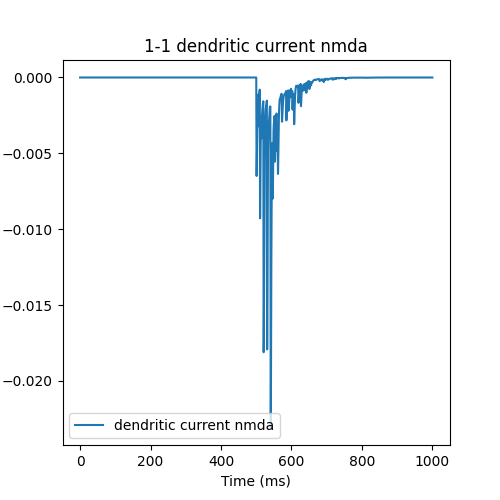 1-1 dendritic current nmda
0.000
−0.005
−0.010
−0.015
−0.020
dendritic current nmda
0 200 400 600 800 1000
Time (ms)